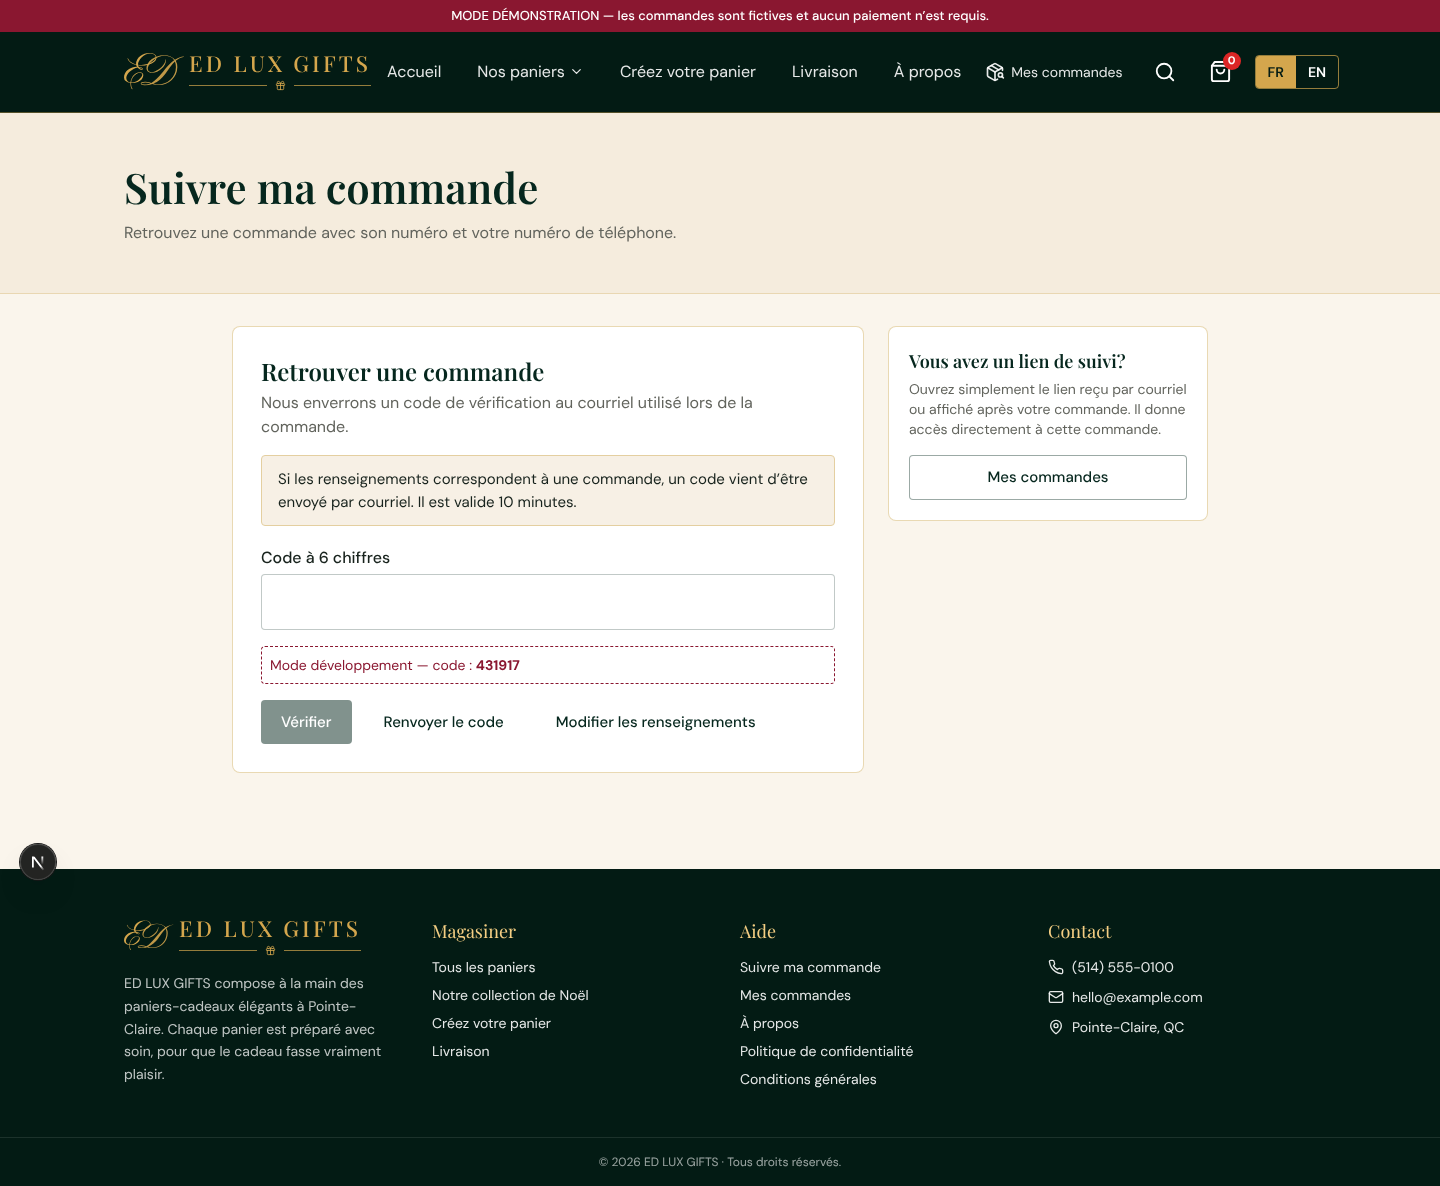 MODE DÉMONSTRATION — les commandes sont fictives et aucun paiement n’est requis.
ED LUX GIFTS
Accueil
Nos paniers
Créez votre panier
Livraison
À propos
Mes commandes
0
FR
EN
Suivre ma commande
Retrouvez une commande avec son numéro et votre numéro de téléphone.
Retrouver une commande
Nous enverrons un code de vérification au courriel utilisé lors de la
commande.
Si les renseignements correspondent à une commande, un code vient d’être
envoyé par courriel. Il est valide 10 minutes.
Code à 6 chiffres
Mode développement — code : 431917
Vérifier
Renvoyer le code
Modifier les renseignements
Vous avez un lien de suivi?
Ouvrez simplement le lien reçu par courriel
ou affiché après votre commande. Il donne
accès directement à cette commande.
Mes commandes
N
ED LUX GIFTS
ED LUX GIFTS compose à la main des
paniers-cadeaux élégants à Pointe-
Claire. Chaque panier est préparé avec
soin, pour que le cadeau fasse vraiment
plaisir.
Magasiner
Tous les paniers
Notre collection de Noël
Créez votre panier
Livraison
Aide
Suivre ma commande
Mes commandes
À propos
Politique de confidentialité
Conditions générales
Contact
(514) 555-0100
hello@example.com
Pointe-Claire, QC
© 2026 ED LUX GIFTS · Tous droits réservés.